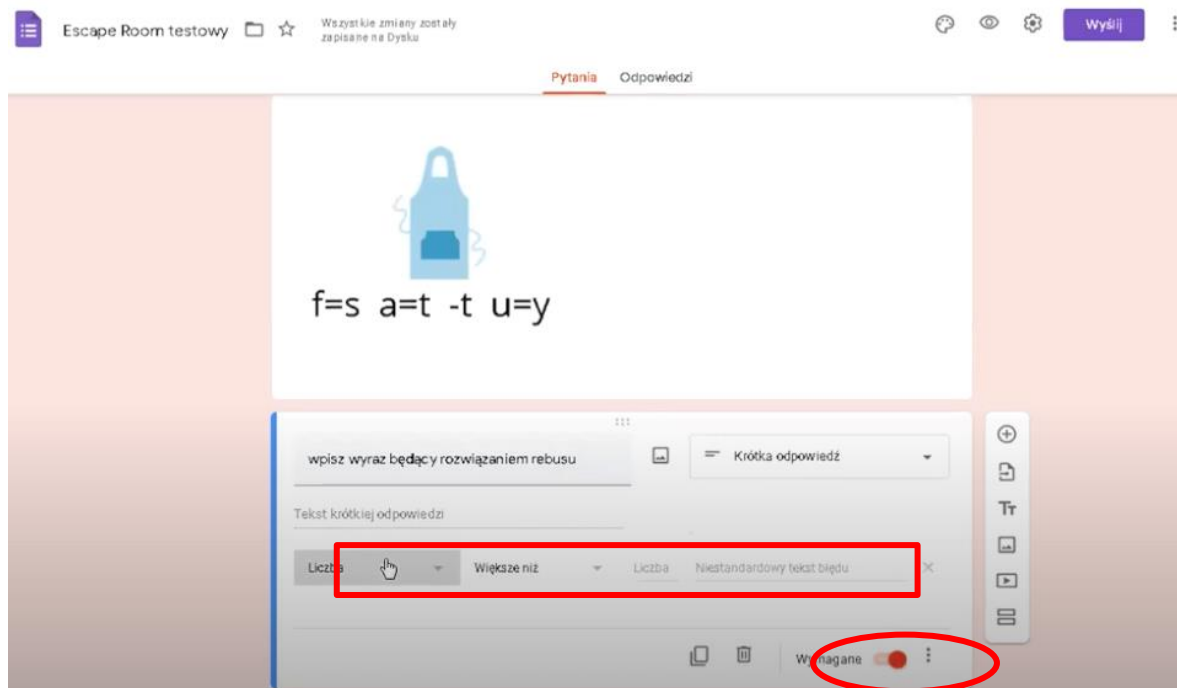 Escape Room testowy
Wszystkie zmiany zostały
zapisane na Dysku
Wyślij
Pytania Odpowiedzi
f=s a=t -t u=y
wpisz wyraz będący rozwiązaniem rebusu
Krótka odpowiedź
Tekst krótkiej odpowiedzi
Liczba Większe niż Liczba Niestandardowy tekst błędu
Wymagane